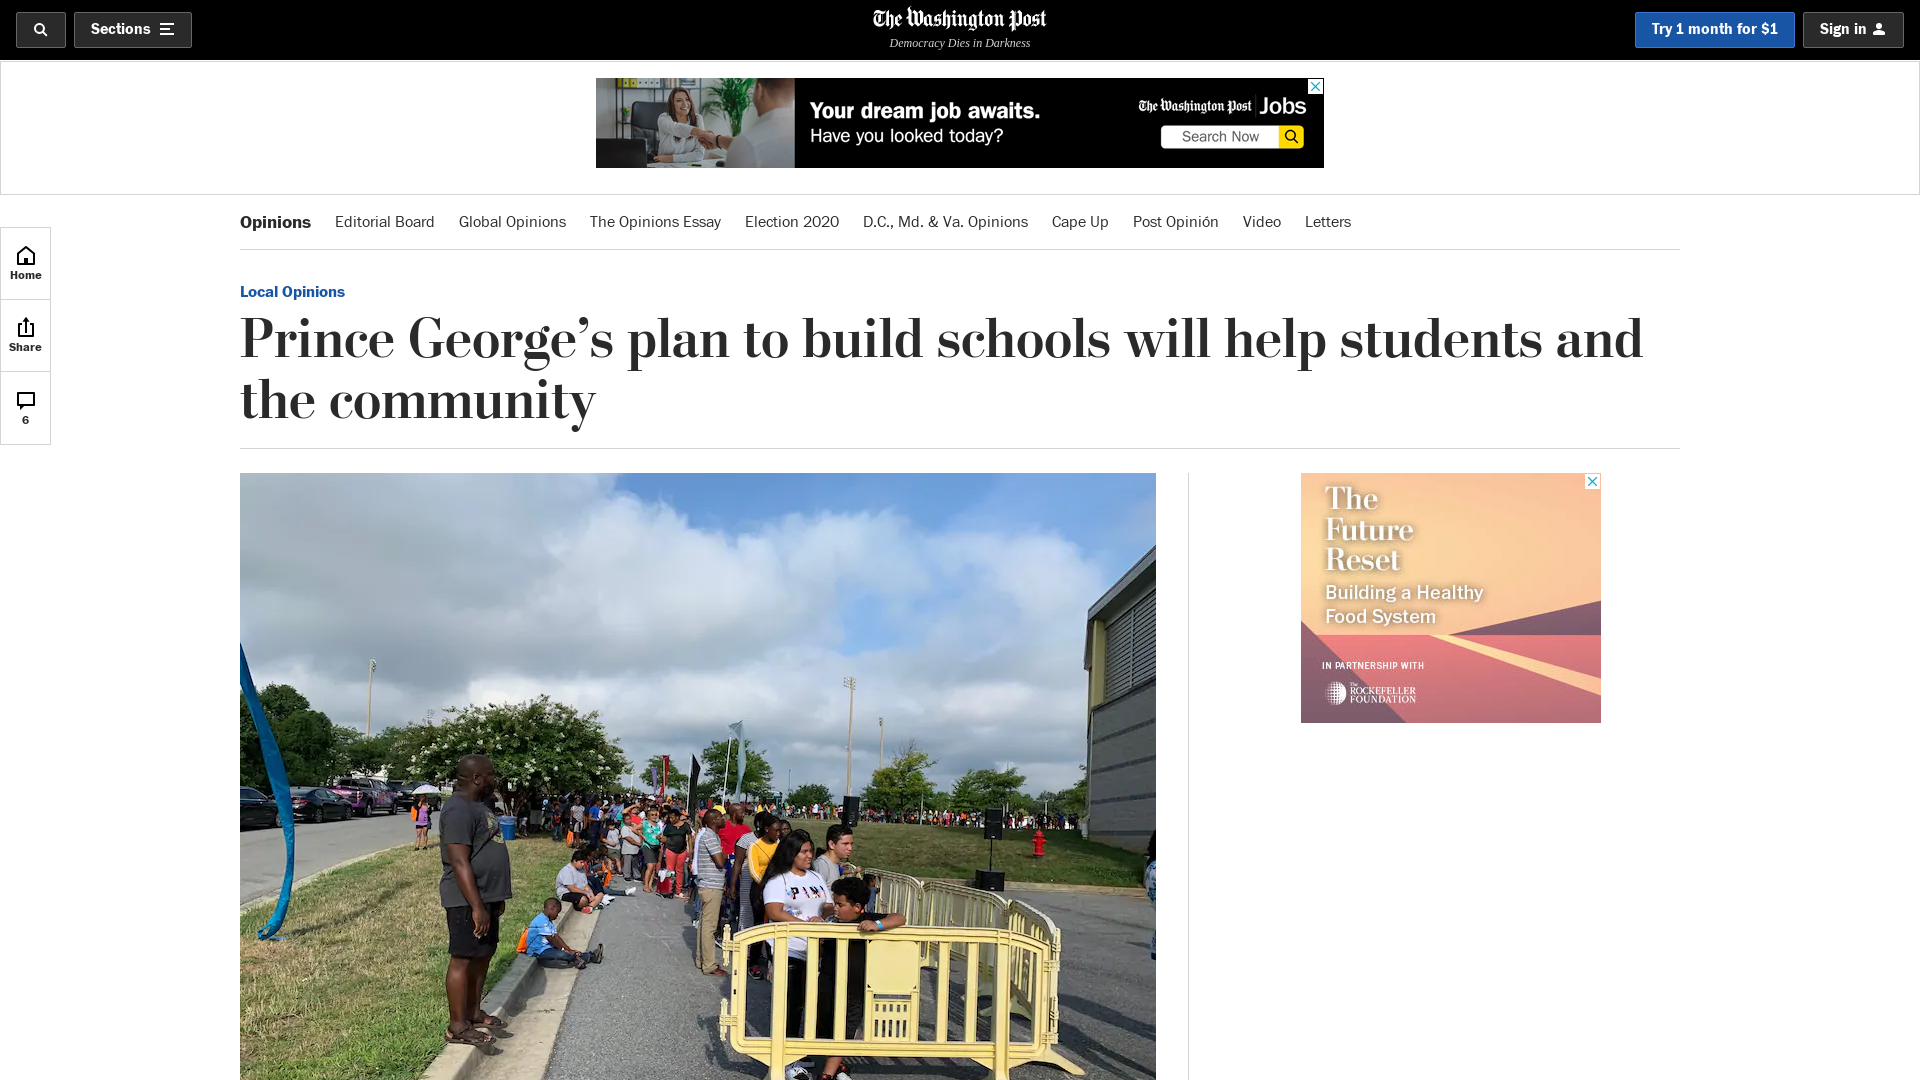 Sections
The Washington Post
Democracy Dies in Darkness
Try 1 month for $1
Sign in
Your dream job awaits.
Have you looked today?
The Washington Post Jobs
Search Now
Opinions Editorial Board Global Opinions The Opinions Essay Election 2020 D.C., Md. & Va. Opinions Cape Up Post Opinión Video Letters
Home
Share
6
Local Opinions
Prince George’s plan to build schools will help students and
the community
The
Future
Reset
Building a Healthy
Food System
IN PARTNERSHIP WITH
The
ROCKEFELLER
FOUNDATION